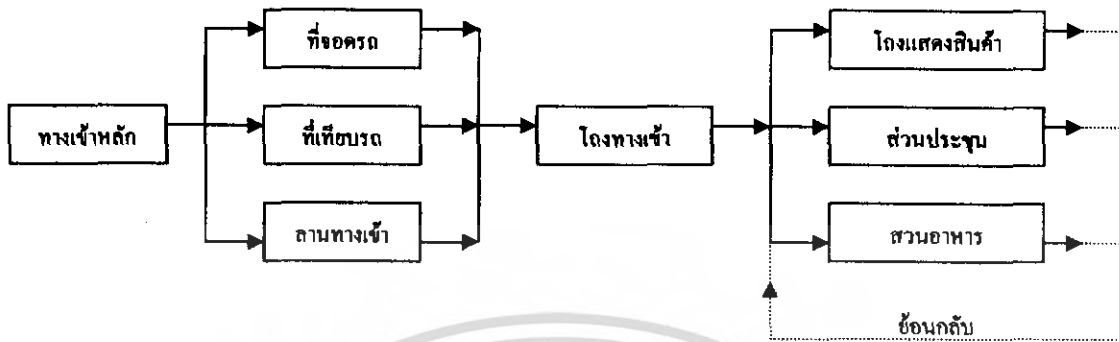 ทางเข้าหลัก
ที่จอดรถ
ที่เทียบรถ
ลานทางเข้า
โถงทางเข้า
โถงแสดงสินค้า
ส่วนประชุม
สวนอาหาร
ย้อนกลับ